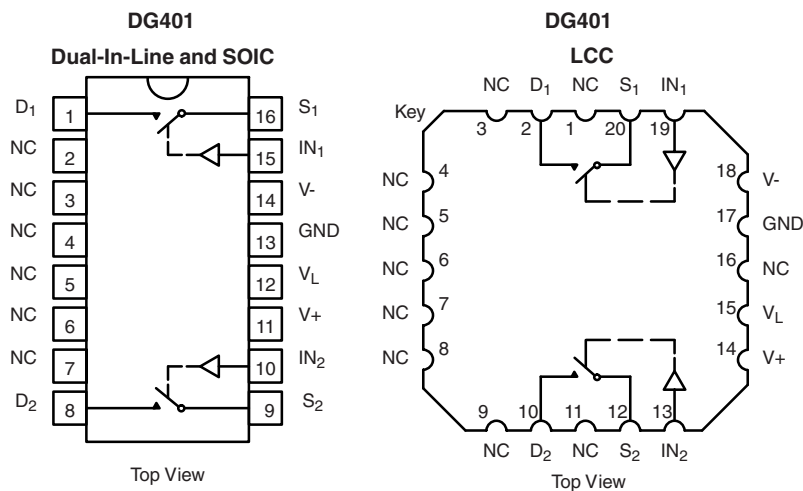 DG401
Dual-In-Line and SOIC
D1 1 16 S1
NC 2 15 IN1
NC 3 14 V-
NC 4 13 GND
NC 5 12 VL
NC 6 11 V+
NC 7 10 IN2
D2 8 9 S2
Top View
DG401
LCC
NC D1 NC S1 IN1
Key
3 2 1 20 19
NC 4 18 V-
NC 5 17 GND
NC 6 16 NC
NC 7 15 VL
NC 8 14 V+
9 10 11 12 13
NC D2 NC S2 IN2
Top View